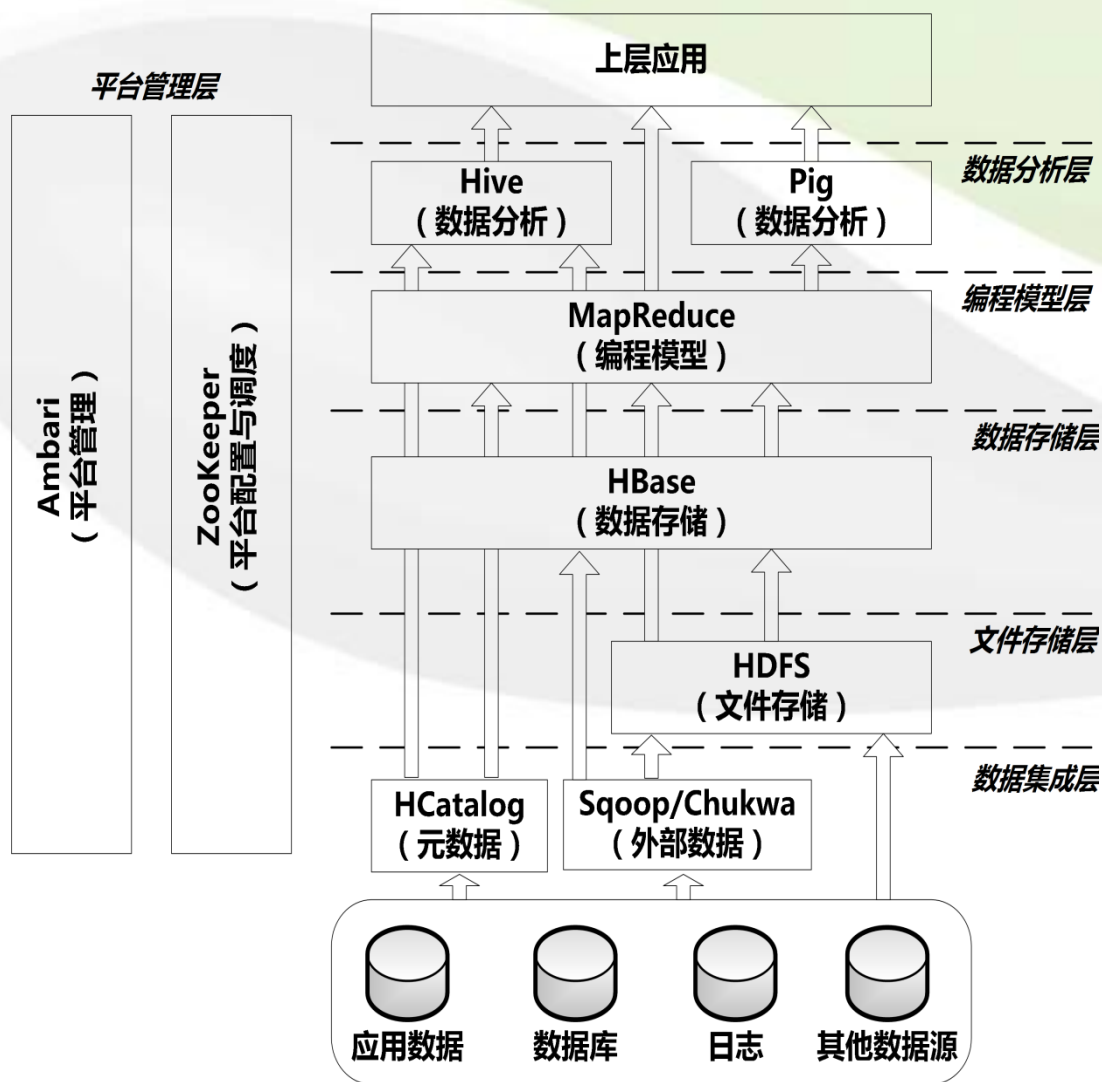 上层应用
平台管理层
数据分析层
Hive
（数据分析）
Pig
（数据分析）
编程模型层
MapReduce
（编程模型）
Ambari
（平台管理）
ZooKeeper
（平台配置与调度）
数据存储层
HBase
（数据存储）
文件存储层
HDFS
（文件存储）
数据集成层
HCatalog
（元数据）
Sqoop/Chukwa
（外部数据）
应用数据
数据库
日志
其他数据源